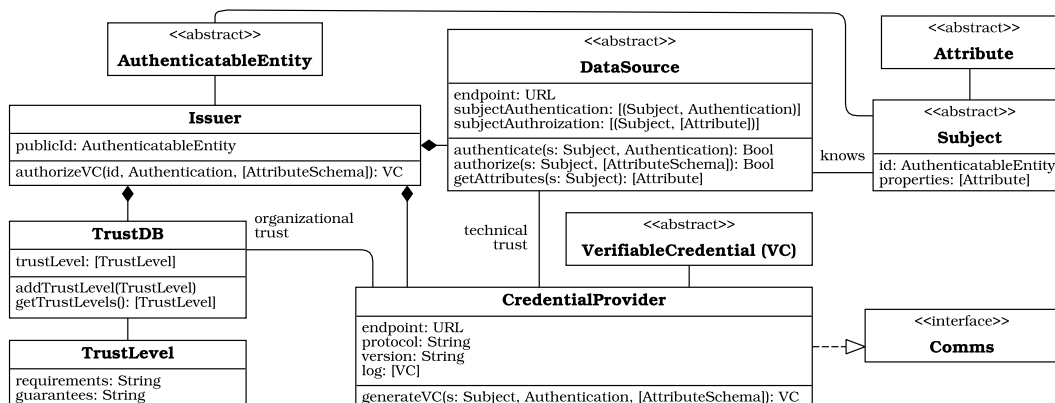 <<abstract>>
AuthenticatableEntity
Issuer
publicId: AuthenticatableEntity
authorizeVC(id, Authentication, [AttributeSchema]): VC
<<abstract>>
DataSource
endpoint: URL
subjectAuthentication: [(Subject, Authentication)]
subjectAuthroization: [(Subject, [Attribute])]
authenticate(s: Subject, Authentication): Bool
authorize(s: Subject, [AttributeSchema]): Bool
getAttributes(s: Subject): [Attribute]
<<abstract>>
Attribute
<<abstract>>
Subject
id: AuthenticatableEntity
properties: [Attribute]
knows
TrustDB
trustLevel: [TrustLevel]
addTrustLevel(TrustLevel)
getTrustLevels(): [TrustLevel]
organizational
trust
technical
trust
<<abstract>>
VerifiableCredential (VC)
CredentialProvider
endpoint: URL
protocol: String
version: String
log: [VC]
generateVC(s: Subject, Authentication, [AttributeSchema]): VC
<<interface>>
Comms
TrustLevel
requirements: String
guarantees: String